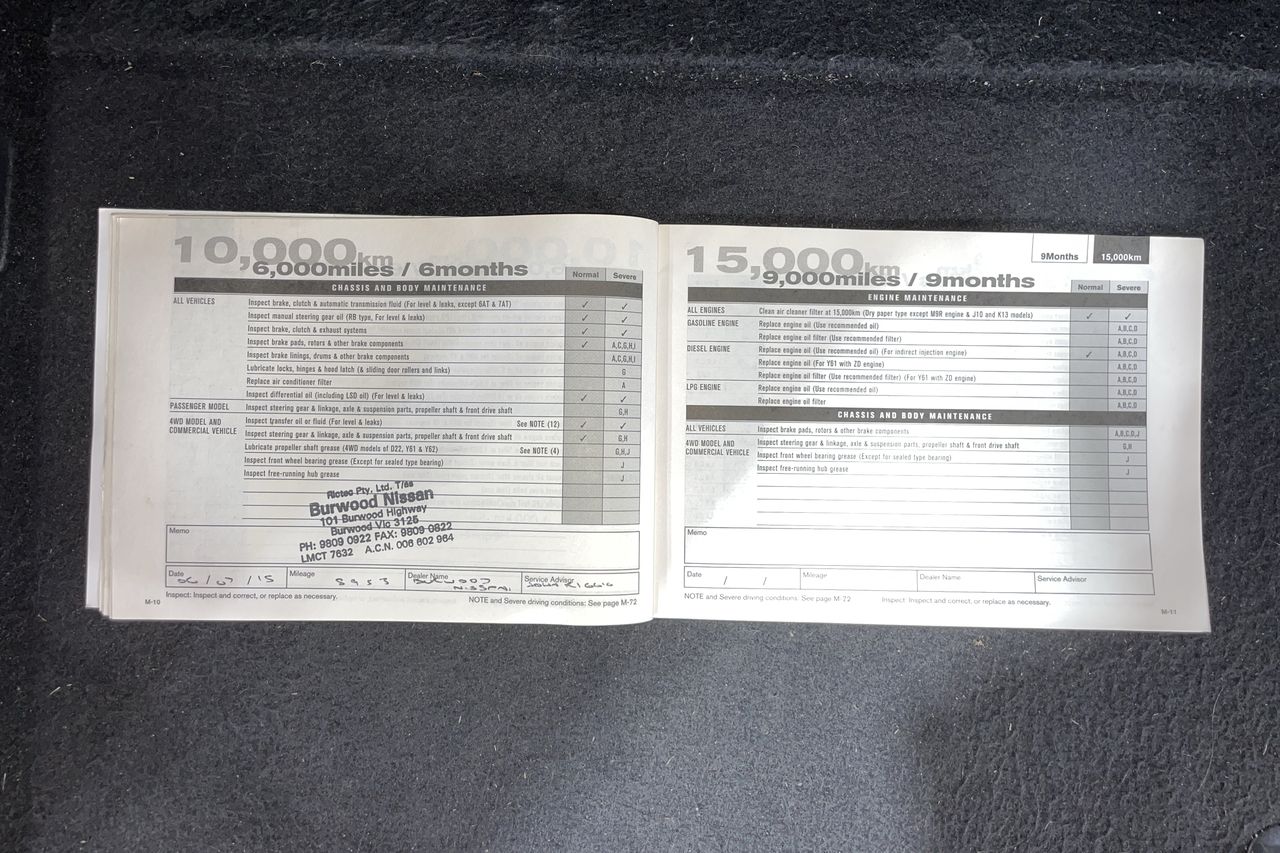 10,000km
6,000miles / 6months
Normal Severe
CHASSIS AND BODY MAINTENANCE
ALL VEHICLES Inspect brake, clutch & automatic transmission fluid (For level & leaks, except 6AT & 7AT) ✓ ✓
Inspect manual steering gear oil (RB type, For level & leaks) ✓ ✓
Inspect brake, clutch & exhaust systems ✓ ✓
Inspect brake pads, rotors & other brake components ✓ A,C,G,H,I
Inspect brake linings, drums & other brake components A,C,G,H,I
Lubricate locks, hinges & hood latch (& sliding door rollers and links) G
Replace air conditioner filter A
Inspect differential oil (including LSD oil) (For level & leaks) ✓ ✓
PASSENGER MODEL Inspect steering gear & linkage, axle & suspension parts, propeller shaft & front drive shaft G,H
4WD MODEL AND Inspect transfer oil or fluid (For level & leaks) See NOTE (12) ✓ ✓
COMMERCIAL VEHICLE Inspect steering gear & linkage, axle & suspension parts, propeller shaft & front drive shaft ✓ G,H
Lubricate propeller shaft grease (4WD models of D22, Y61 & Y62) See NOTE (4) G,H,J
Inspect front wheel bearing grease (Except for sealed type bearing) J
Inspect free-running hub grease J
Pty. Ltd. T/as
Burwood Nissan
101 Burwood Highway
Burwood Vic 3125
PH: 9809 0922 FAX: 9809 0822
LMCT 7632 A.C.N. 006 602 964
Memo
Date 06/07/15 Mileage 8953 Dealer Name Burwood Nissan Service Advisor
Inspect: Inspect and correct, or replace as necessary. NOTE and Severe driving conditions: See page M-72
M-10
15,000km
9,000miles / 9months
9Months 15,000km
Normal Severe
ENGINE MAINTENANCE
ALL ENGINES Clean air cleaner filter at 15,000km (Dry paper type except M9R engine & J10 and K13 models) ✓ ✓
GASOLINE ENGINE Replace engine oil (Use recommended oil) A,B,C,D
Replace engine oil filter (Use recommended filter) A,B,C,D
DIESEL ENGINE Replace engine oil (Use recommended oil) (For indirect injection engine) ✓ A,B,C,D
Replace engine oil (For Y61 with ZD engine) A,B,C,D
Replace engine oil filter (Use recommended filter) (For Y61 with ZD engine) A,B,C,D
LPG ENGINE Replace engine oil (Use recommended oil) A,B,C,D
Replace engine oil filter A,B,C,D
CHASSIS AND BODY MAINTENANCE
ALL VEHICLES Inspect brake pads, rotors & other brake components A,B,C,D,J
4WD MODEL AND Inspect steering gear & linkage, axle & suspension parts, propeller shaft & front drive shaft G,H
COMMERCIAL VEHICLE Inspect front wheel bearing grease (Except for sealed type bearing) J
Inspect free-running hub grease J
Memo
Date / / Mileage Dealer Name Service Advisor
NOTE and Severe driving conditions: See page M-72 Inspect: Inspect and correct, or replace as necessary.
M-11